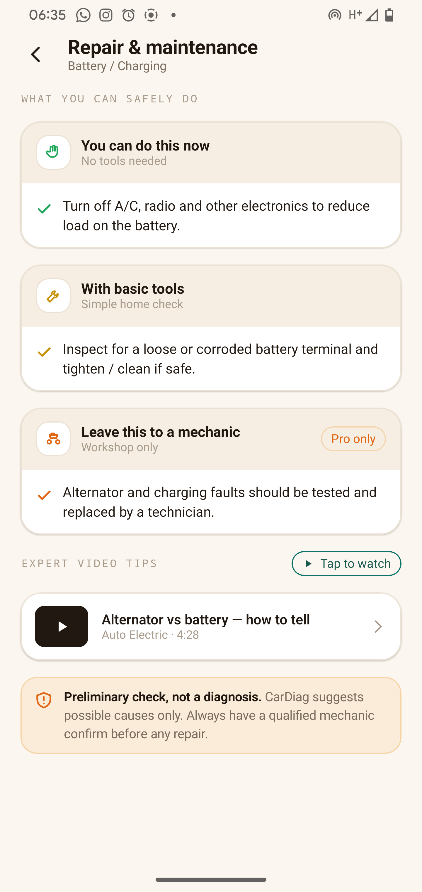 06:35
H+
Repair & maintenance
Battery / Charging
WHAT YOU CAN SAFELY DO
You can do this now
No tools needed
Turn off A/C, radio and other electronics to reduce
load on the battery.
With basic tools
Simple home check
Inspect for a loose or corroded battery terminal and
tighten / clean if safe.
Leave this to a mechanic
Workshop only
Pro only
Alternator and charging faults should be tested and
replaced by a technician.
EXPERT VIDEO TIPS
Tap to watch
Alternator vs battery — how to tell
Auto Electric · 4:28
Preliminary check, not a diagnosis. CarDiag suggests
possible causes only. Always have a qualified mechanic
confirm before any repair.